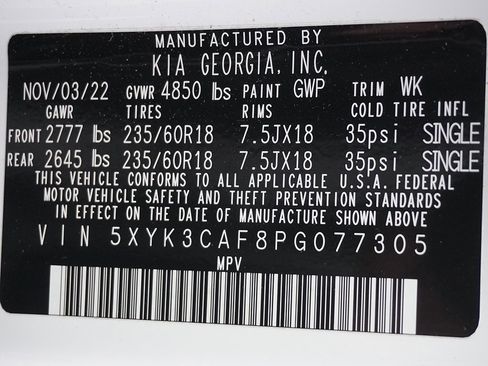 MANUFACTURED BY
KIA GEORGIA, INC.
NOV/03/22 GVWR 4850 lbs PAINT GWP TRIM WK
GAWR TIRES RIMS COLD TIRE INFL
FRONT 2777 lbs 235/60R18 7.5JX18 35psi SINGLE
REAR 2645 lbs 235/60R18 7.5JX18 35psi SINGLE
THIS VEHICLE CONFORMS TO ALL APPLICABLE U.S.A. FEDERAL
MOTOR VEHICLE SAFETY AND THEFT PREVENTION STANDARDS
IN EFFECT ON THE DATE OF MANUFACTURE SHOWN ABOVE
VIN 5XYK3CAF8PG077305
MPV